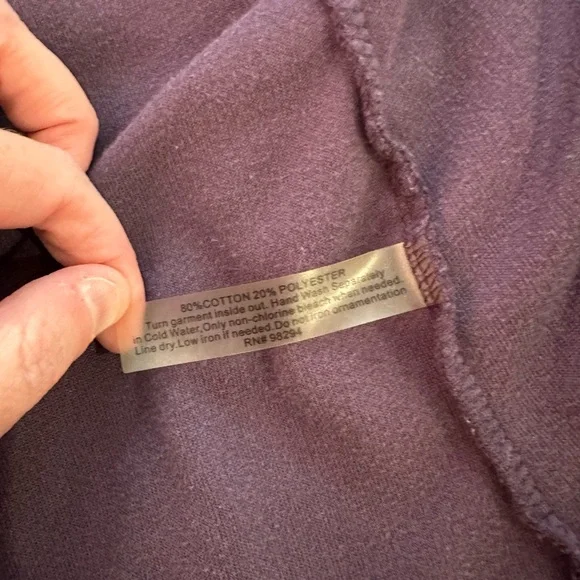 80%COTTON 20% POLYESTER
Turn garment inside out. Hand Wash Separately
in Cold Water,Only non-chlorine bleach when needed.
Line dry.Low iron if needed.Do not iron ornamentation
RN# 98294